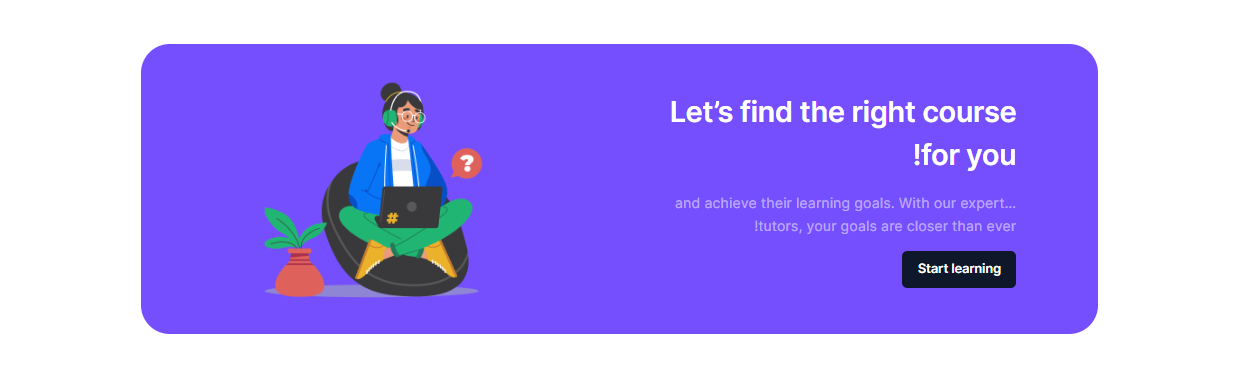 Let’s find the right course
!for you
and achieve their learning goals. With our expert...
!tutors, your goals are closer than ever
Start learning
?
#